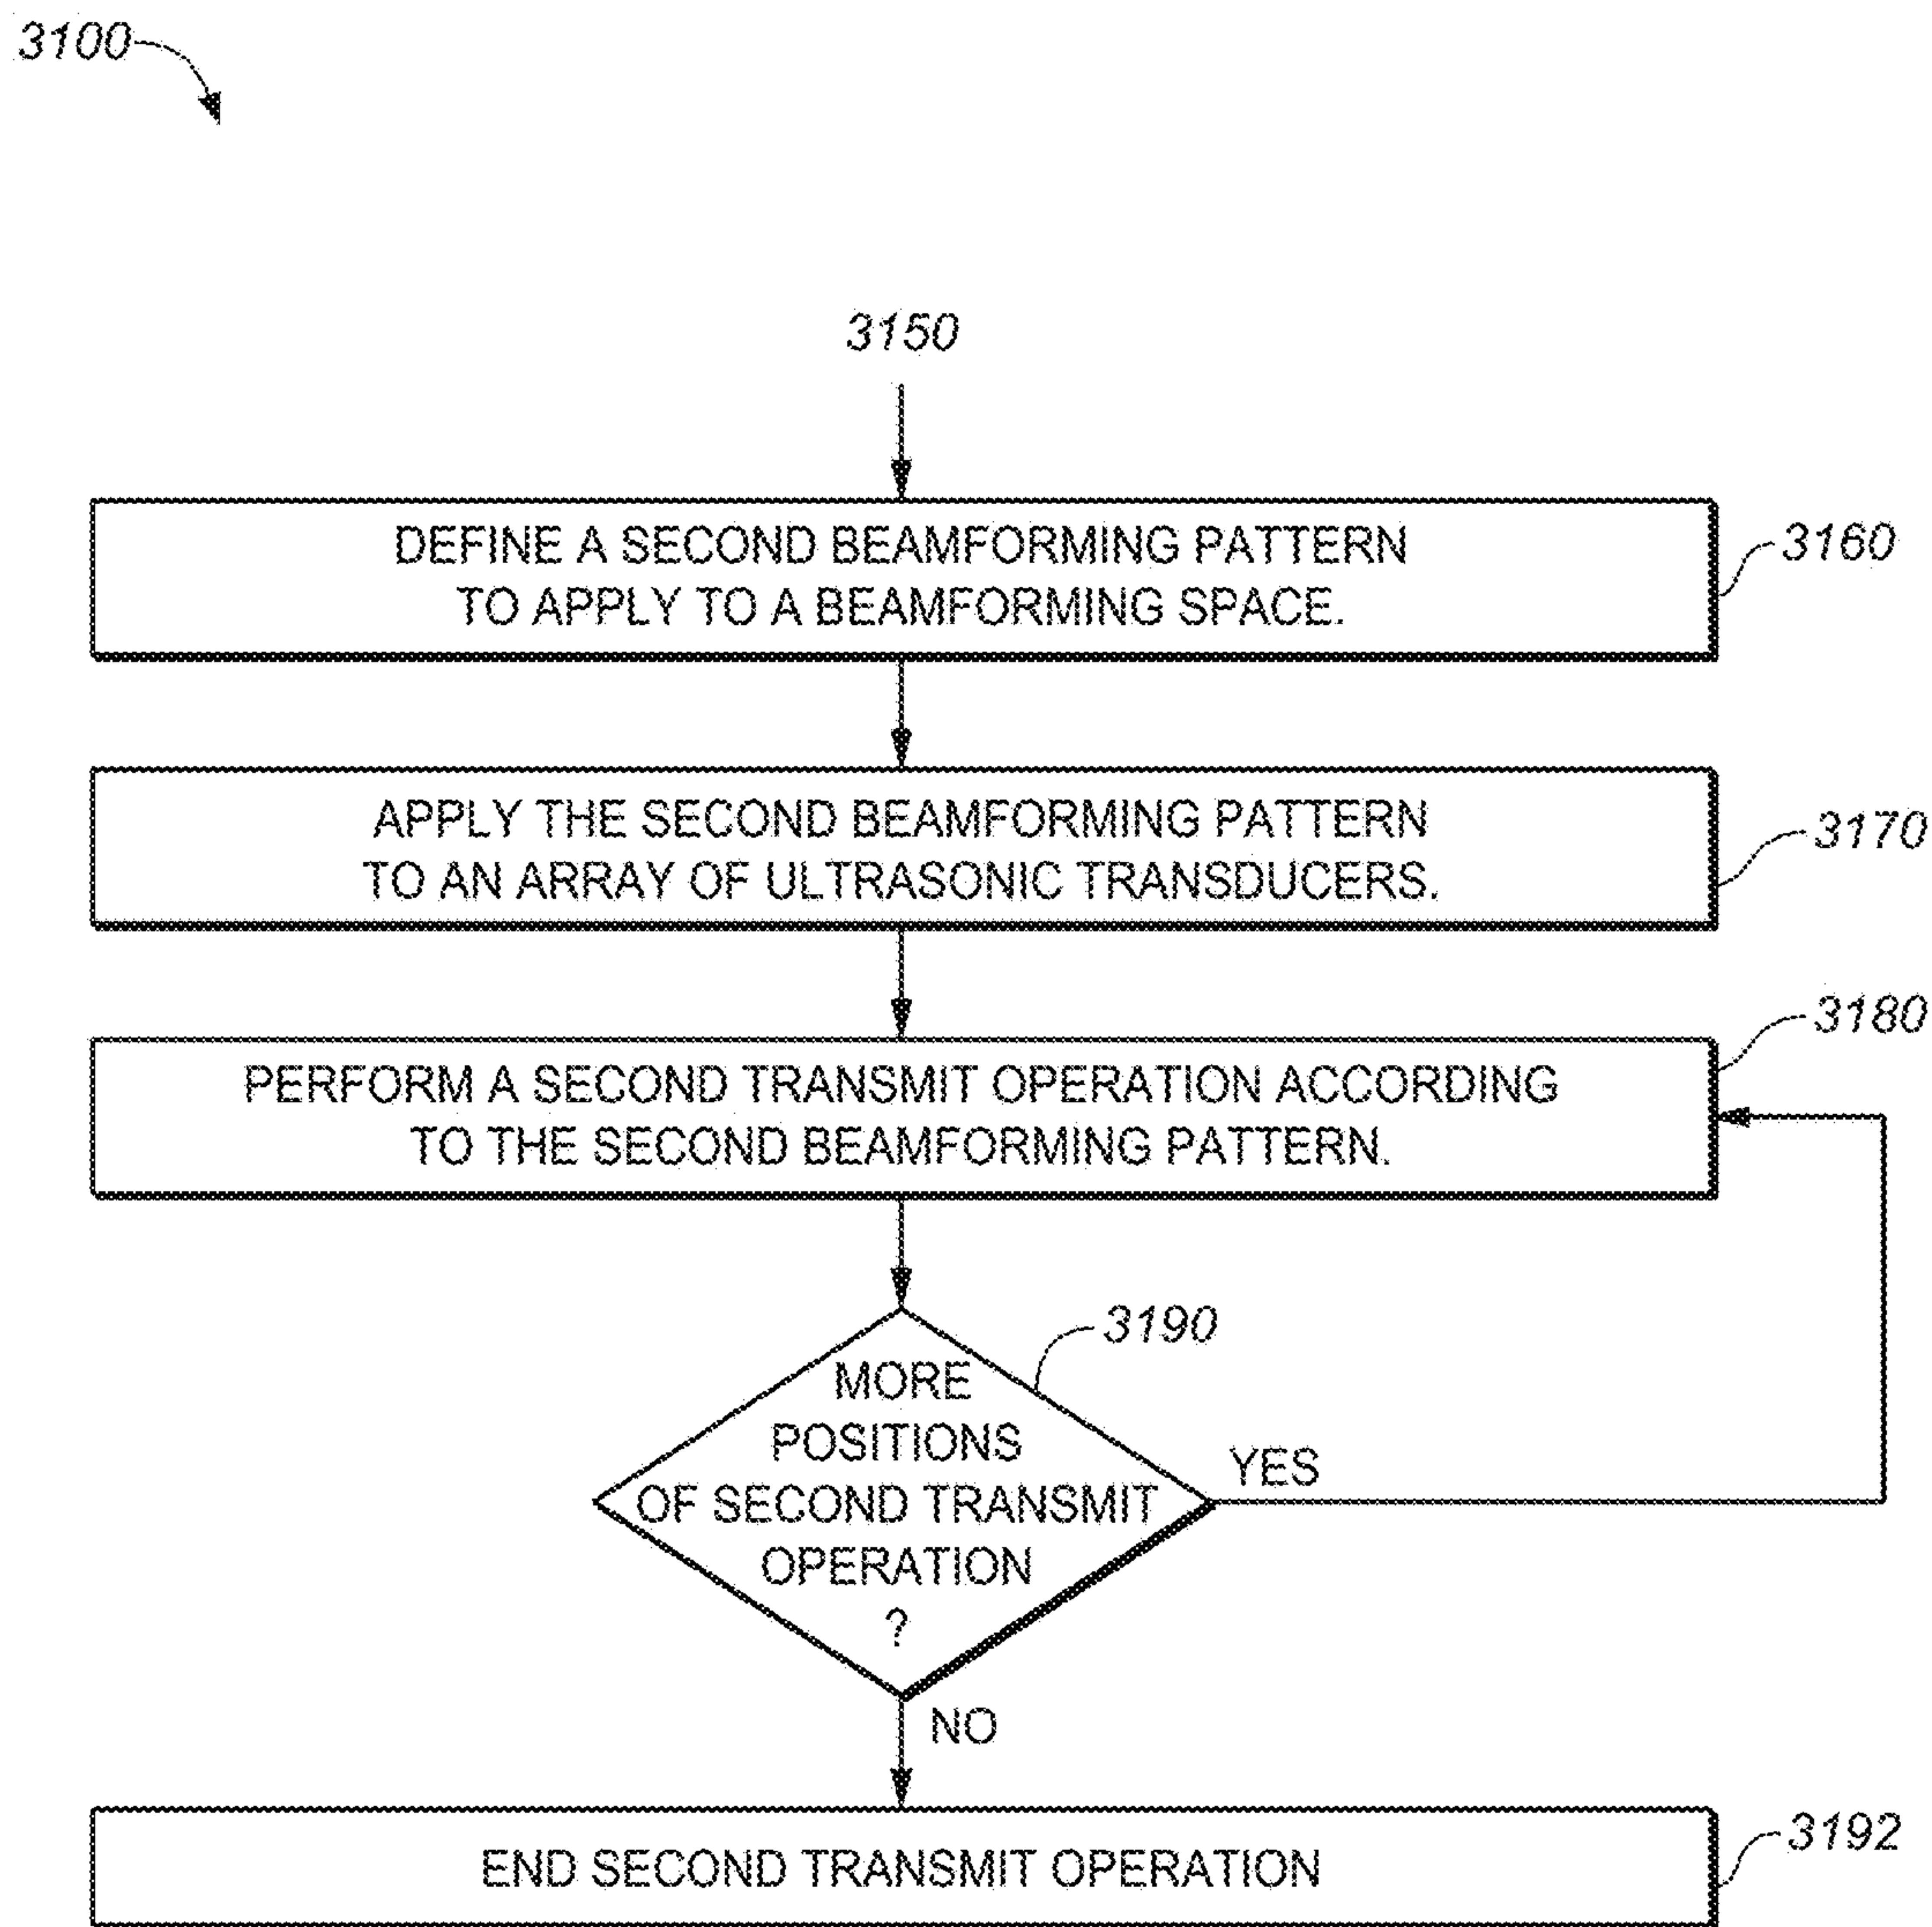 3100
3150
DEFINE A SECOND BEAMFORMING PATTERN
TO APPLY TO A BEAMFORMING SPACE.
3160
APPLY THE SECOND BEAMFORMING PATTERN
TO AN ARRAY OF ULTRASONIC TRANSDUCERS.
3170
PERFORM A SECOND TRANSMIT OPERATION ACCORDING
TO THE SECOND BEAMFORMING PATTERN.
3180
MORE
POSITIONS
OF SECOND TRANSMIT
OPERATION
?
3190
YES
NO
END SECOND TRANSMIT OPERATION
3192